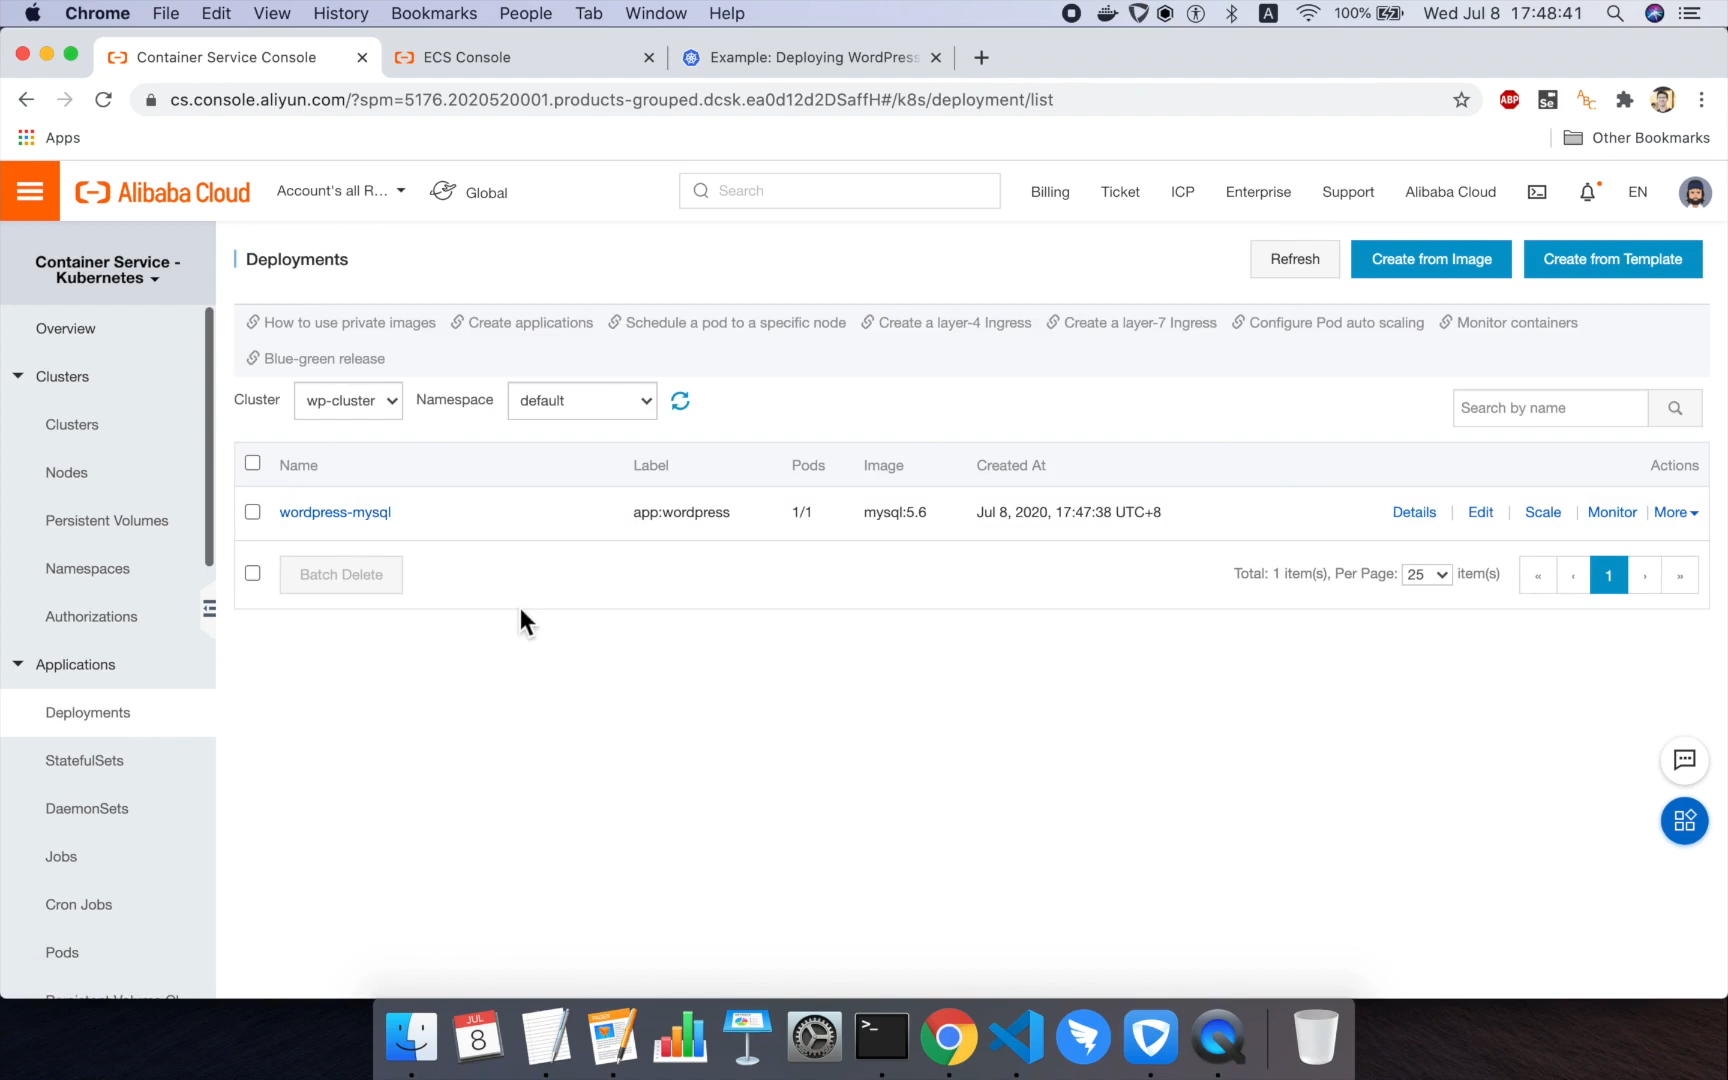 Chrome File Edit View History Bookmarks People Tab Window Help
A 100% Wed Jul 8 17:48:41
Container Service Console
ECS Console
Example: Deploying WordPress
cs.console.aliyun.com/?spm=5176.2020520001.products-grouped.dcsk.ea0d12d2DSaffH#/k8s/deployment/list
ABP
Se
ABC
Apps
Other Bookmarks
Alibaba Cloud
Account's all R...
Global
Search
Billing
Ticket
ICP
Enterprise
Support
Alibaba Cloud
EN
Container Service -
Kubernetes
Overview
Clusters
Clusters
Nodes
Persistent Volumes
Namespaces
Authorizations
Applications
Deployments
StatefulSets
DaemonSets
Jobs
Cron Jobs
Pods
Deployments
Refresh
Create from Image
Create from Template
How to use private images
Create applications
Schedule a pod to a specific node
Create a layer-4 Ingress
Create a layer-7 Ingress
Configure Pod auto scaling
Monitor containers
Blue-green release
Cluster
wp-cluster
Namespace
default
Search by name
Name Label Pods Image Created At Actions
wordpress-mysql app:wordpress 1/1 mysql:5.6 Jul 8, 2020, 17:47:38 UTC+8 Details | Edit | Scale | Monitor | More
Batch Delete
Total: 1 item(s), Per Page: 25 item(s)
« ‹ 1 › »
JUL
8
PAGES
>_